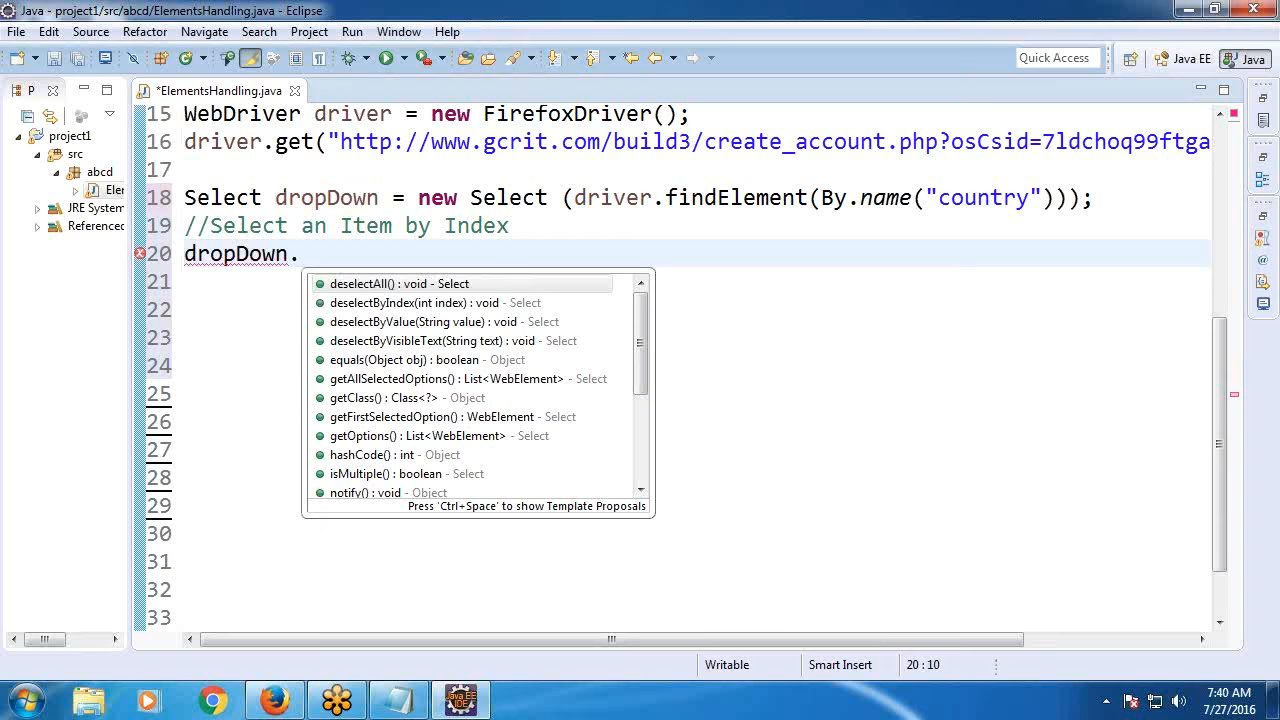 Java - project1/src/abcd/ElementsHandling.java - Eclipse
File Edit Source Refactor Navigate Search Project Run Window Help
Quick Access Java EE Java
P *ElementsHandling.java
project1
src
abcd
Eler
JRE System
Referenced
15 WebDriver driver = new FirefoxDriver();
16 driver.get("http://www.gcrit.com/build3/create_account.php?osCsid=7ldchoq99ftga
17
18 Select dropDown = new Select (driver.findElement(By.name("country")));
19 //Select an Item by Index
20 dropDown.
21
22
23
24
25
26
27
28
29
30
31
32
33
deselectAll() : void - Select
deselectByIndex(int index) : void - Select
deselectByValue(String value) : void - Select
deselectByVisibleText(String text) : void - Select
equals(Object obj) : boolean - Object
getAllSelectedOptions() : List<WebElement> - Select
getClass() : Class<?> - Object
getFirstSelectedOption() : WebElement - Select
getOptions() : List<WebElement> - Select
hashCode() : int - Object
isMultiple() : boolean - Select
notify() : void - Object
Press 'Ctrl+Space' to show Template Proposals
Writable Smart Insert 20 : 10
Java EE
IDE
7:40 AM
7/27/2016